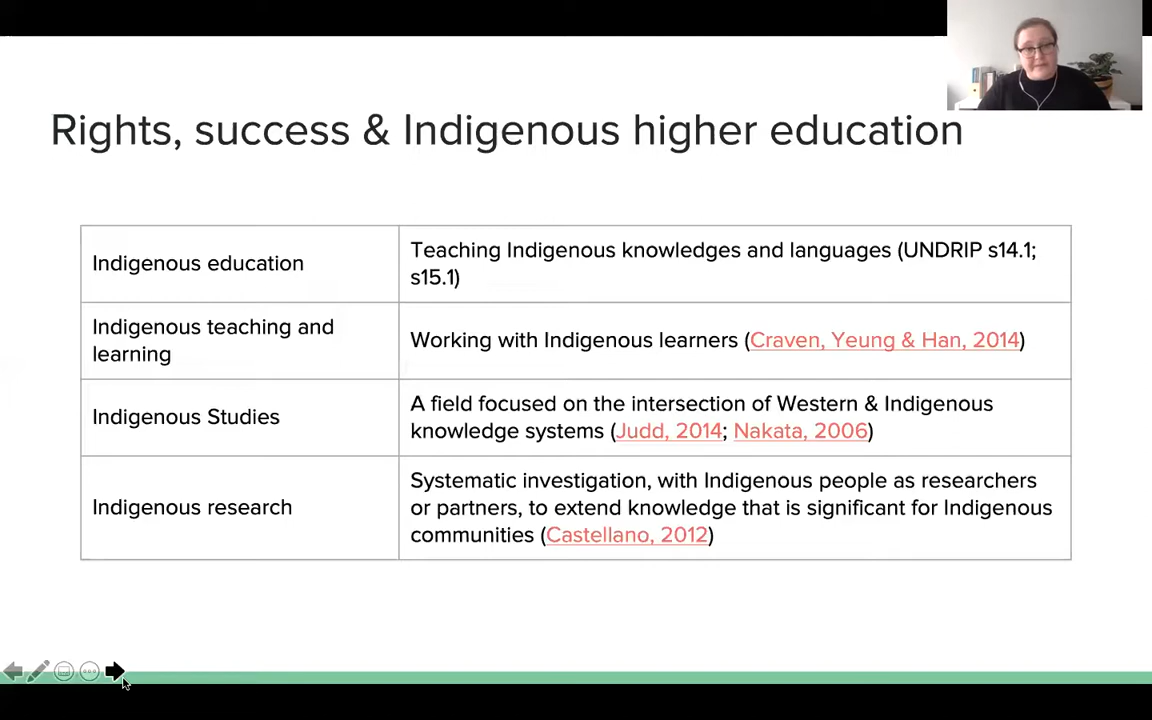 Rights, success & Indigenous higher education
Indigenous education
Teaching Indigenous knowledges and languages (UNDRIP s14.1;
s15.1)
Indigenous teaching and
learning
Working with Indigenous learners (Craven, Yeung & Han, 2014)
Indigenous Studies
A field focused on the intersection of Western & Indigenous
knowledge systems (Judd, 2014; Nakata, 2006)
Indigenous research
Systematic investigation, with Indigenous people as researchers
or partners, to extend knowledge that is significant for Indigenous
communities (Castellano, 2012)